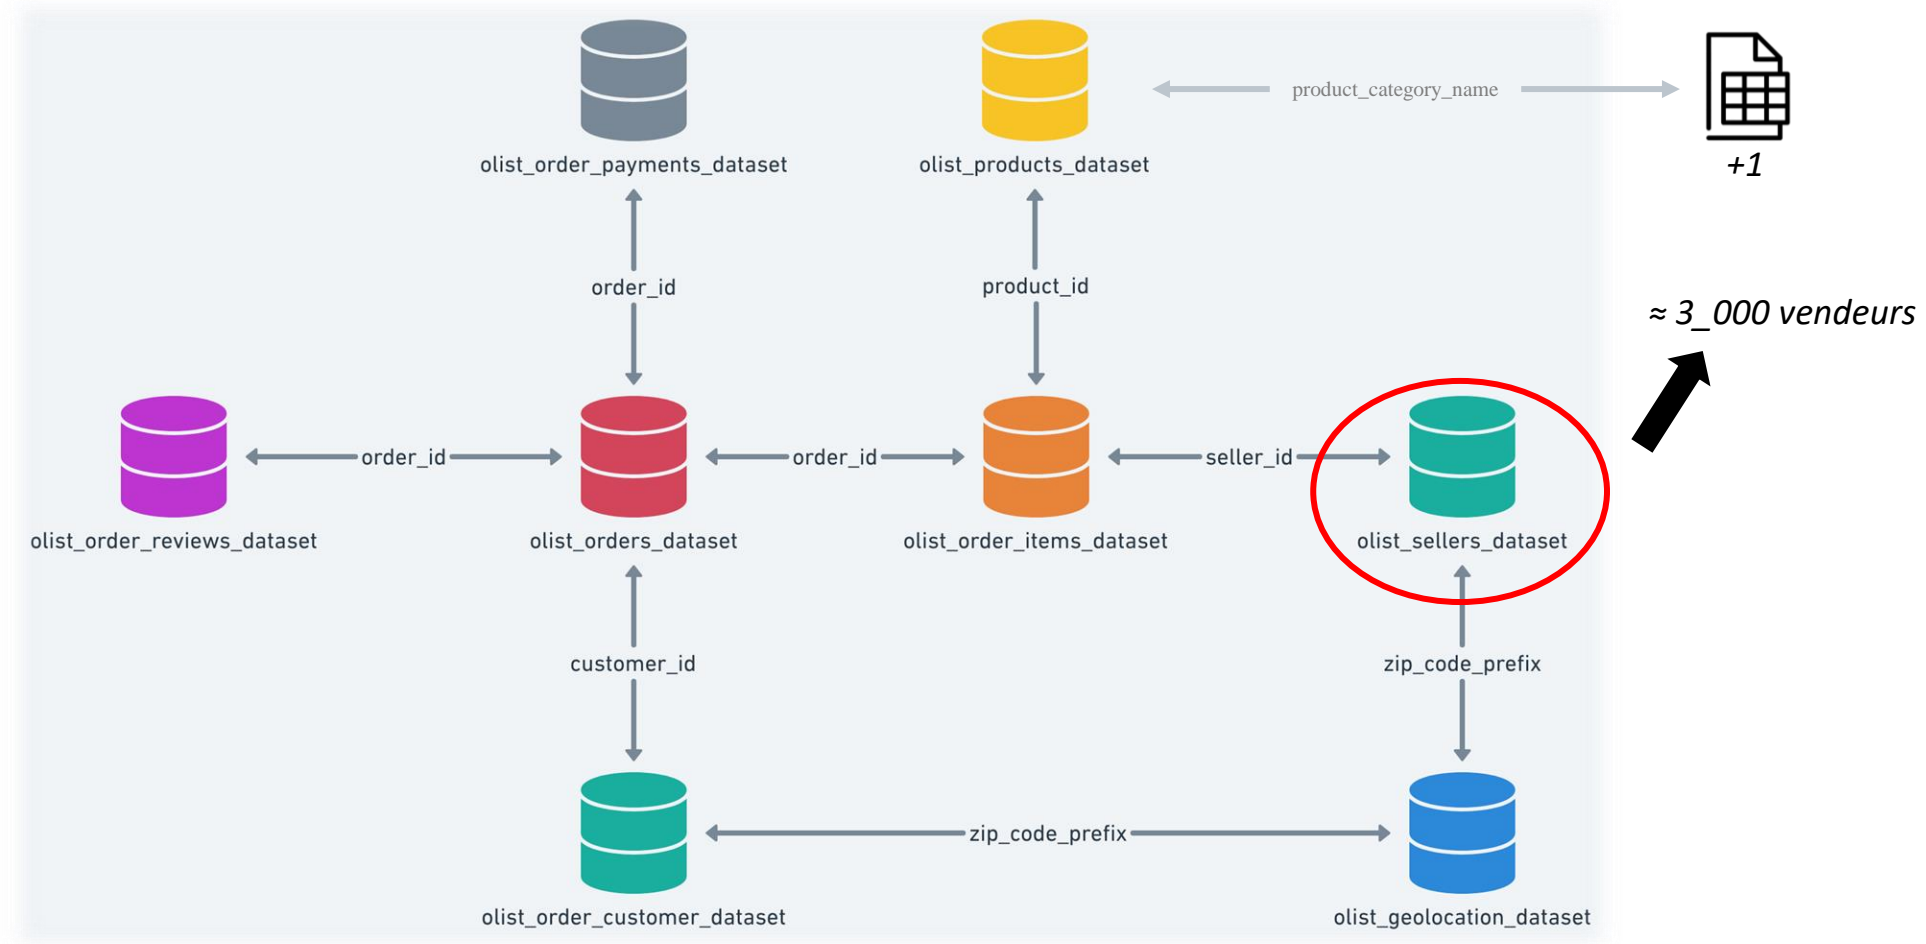 product_category_name
olist_order_payments_dataset
olist_products_dataset
+1
order_id
product_id
≈ 3_000 vendeurs
order_id
order_id
seller_id
olist_order_reviews_dataset
olist_orders_dataset
olist_order_items_dataset
olist_sellers_dataset
customer_id
zip_code_prefix
zip_code_prefix
olist_order_customer_dataset
olist_geolocation_dataset